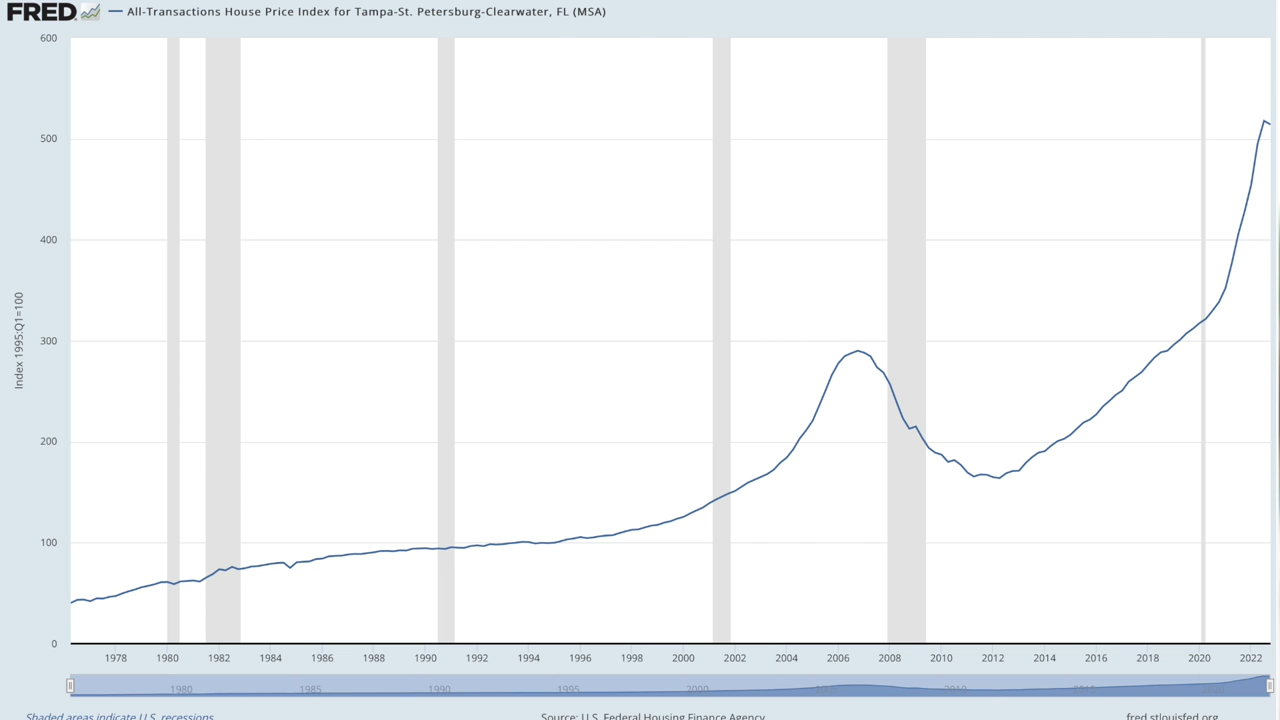 FRED All-Transactions House Price Index for Tampa-St. Petersburg-Clearwater, FL (MSA)
600
500
400
300
200
100
0
Index 1995:Q1=100
1978 1980 1982 1984 1986 1988 1990 1992 1994 1996 1998 2000 2002 2004 2006 2008 2010 2012 2014 2016 2018 2020 2022
1980 1985 1990 1995 2000 2005 2010 2015 2020
Shaded areas indicate U.S. recessions. Source: U.S. Federal Housing Finance Agency fred.stlouisfed.org